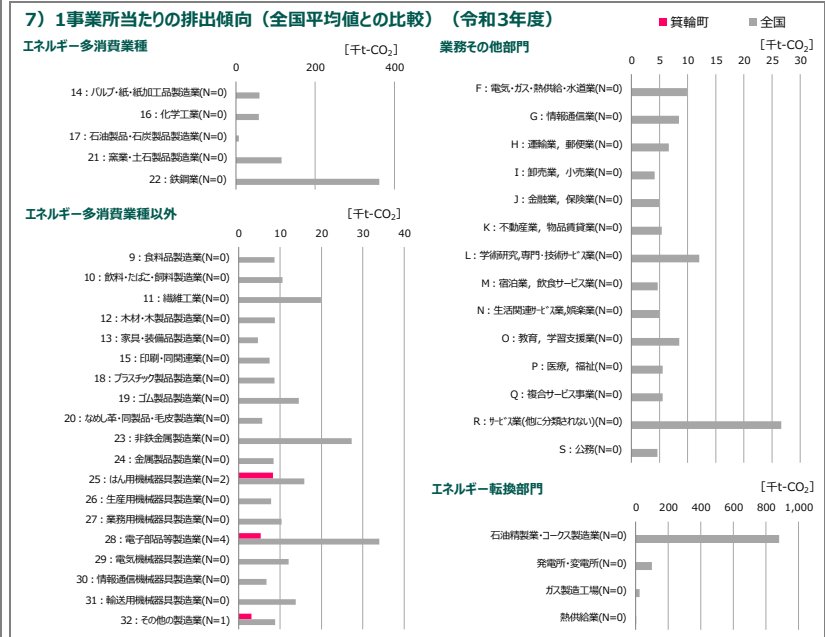 7）1事業所当たりの排出傾向（全国平均値との比較）（令和3年度）
箕輪町
全国
エネルギー多消費業種
[千t-CO₂]
0 200 400
14：パルプ・紙・紙加工品製造業(N=0)
16：化学工業(N=0)
17：石油製品・石炭製品製造業(N=0)
21：窯業・土石製品製造業(N=0)
22：鉄鋼業(N=0)
エネルギー多消費業種以外
[千t-CO₂]
0 10 20 30 40
9：食料品製造業(N=0)
10：飲料・たばこ・飼料製造業(N=0)
11：繊維工業(N=0)
12：木材・木製品製造業(N=0)
13：家具・装備品製造業(N=0)
15：印刷・同関連業(N=0)
18：プラスチック製品製造業(N=0)
19：ゴム製品製造業(N=0)
20：なめし革・同製品・毛皮製造業(N=0)
23：非鉄金属製造業(N=0)
24：金属製品製造業(N=0)
25：はん用機械器具製造業(N=2)
26：生産用機械器具製造業(N=0)
27：業務用機械器具製造業(N=0)
28：電子部品等製造業(N=4)
29：電気機械器具製造業(N=0)
30：情報通信機械器具製造業(N=0)
31：輸送用機械器具製造業(N=0)
32：その他の製造業(N=1)
業務その他部門
[千t-CO₂]
0 5 10 15 20 25 30
F：電気・ガス・熱供給・水道業(N=0)
G：情報通信業(N=0)
H：運輸業，郵便業(N=0)
I：卸売業，小売業(N=0)
J：金融業，保険業(N=0)
K：不動産業，物品賃貸業(N=0)
L：学術研究,専門・技術ｻｰﾋﾞｽ業(N=0)
M：宿泊業，飲食サービス業(N=0)
N：生活関連ｻｰﾋﾞｽ業,娯楽業(N=0)
O：教育，学習支援業(N=0)
P：医療，福祉(N=0)
Q：複合サービス事業(N=0)
R：ｻｰﾋﾞｽ業(他に分類されない)(N=0)
S：公務(N=0)
エネルギー転換部門
[千t-CO₂]
0 200 400 600 800 1,000
石油精製業・コークス製造業(N=0)
発電所・変電所(N=0)
ガス製造工場(N=0)
熱供給業(N=0)